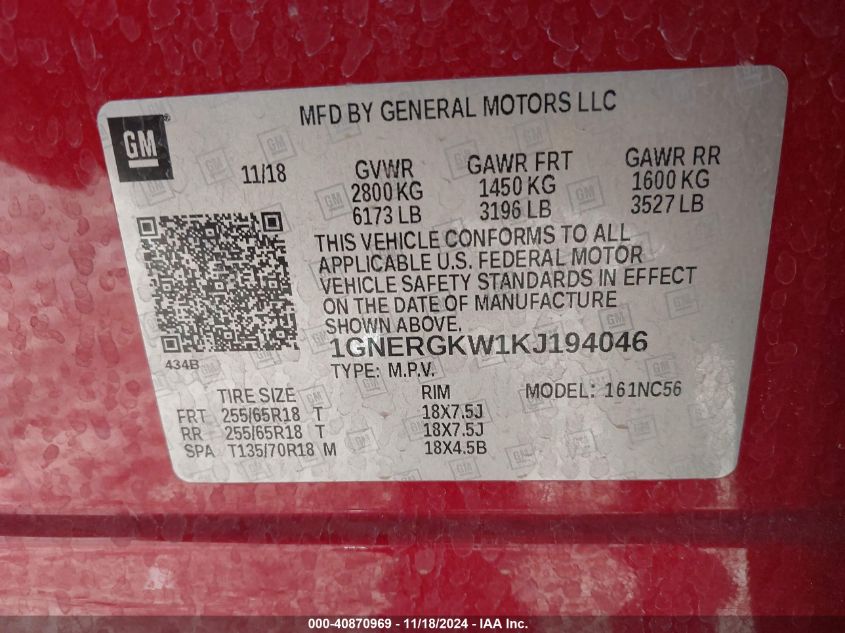 MFD BY GENERAL MOTORS LLC
GM
11/18
GVWR
2800 KG
6173 LB
GAWR FRT
1450 KG
3196 LB
GAWR RR
1600 KG
3527 LB
THIS VEHICLE CONFORMS TO ALL
APPLICABLE U.S. FEDERAL MOTOR
VEHICLE SAFETY STANDARDS IN EFFECT
ON THE DATE OF MANUFACTURE
SHOWN ABOVE.
434B
1GNERGKW1KJ194046
TYPE: M.P.V.
MODEL: 161NC56
TIRE SIZE RIM
FRT 255/65R18 T 18X7.5J
RR 255/65R18 T 18X7.5J
SPA T135/70R18 M 18X4.5B
000-40870969 - 11/18/2024 - Copyright © 2024 IAA, Inc.